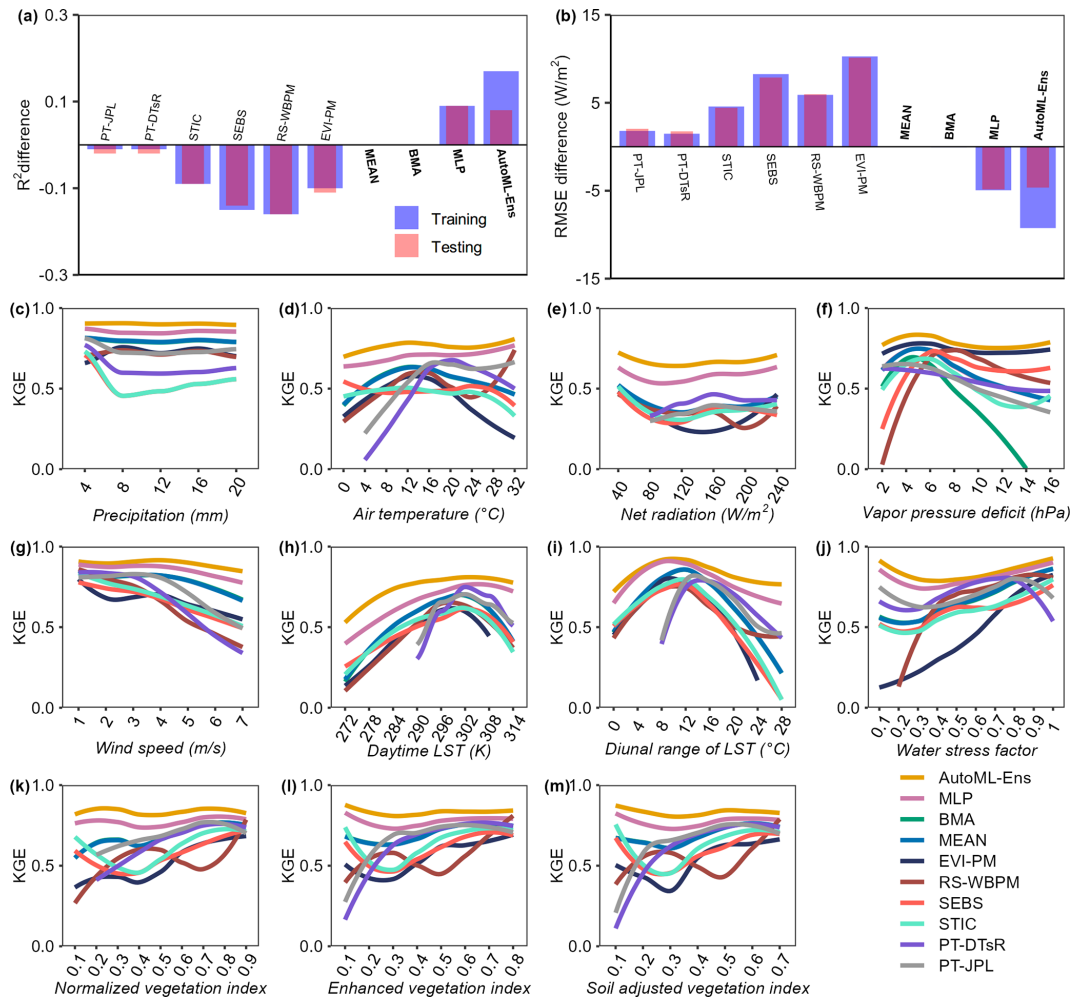 (a)
R²difference
0.3
0.1
-0.1
-0.3
PT-JPL
PT-DTsR
STIC
SEBS
RS-WBPM
EVI-PM
MEAN
BMA
MLP
AutoML-Ens
Training
Testing
(b)
RMSE difference (W/m²)
15
5
-5
-15
PT-JPL
PT-DTsR
STIC
SEBS
RS-WBPM
EVI-PM
MEAN
BMA
MLP
AutoML-Ens
(c)
KGE
1.0
0.5
0.0
4 8 12 16 20
Precipitation (mm)
(d)
KGE
1.0
0.5
0.0
0 4 8 12 16 20 24 28 32
Air temperature (°C)
(e)
KGE
1.0
0.5
0.0
40 80 120 160 200 240
Net radiation (W/m²)
(f)
KGE
1.0
0.5
0.0
2 4 6 8 10 12 14 16
Vapor pressure deficit (hPa)
(g)
KGE
1.0
0.5
0.0
1 2 3 4 5 6 7
Wind speed (m/s)
(h)
KGE
1.0
0.5
0.0
272 278 284 290 296 302 308 314
Daytime LST (K)
(i)
KGE
1.0
0.5
0.0
0 4 8 12 16 20 24 28
Diunal range of LST (°C)
(j)
KGE
1.0
0.5
0.0
0.1 0.2 0.3 0.4 0.5 0.6 0.7 0.8 0.9 1
Water stress factor
(k)
KGE
1.0
0.5
0.0
0.1 0.2 0.3 0.4 0.5 0.6 0.7 0.8 0.9
Normalized vegetation index
(l)
KGE
1.0
0.5
0.0
0.1 0.2 0.3 0.4 0.5 0.6 0.7 0.8
Enhanced vegetation index
(m)
KGE
1.0
0.5
0.0
0.1 0.2 0.3 0.4 0.5 0.6 0.7
Soil adjusted vegetation index
AutoML-Ens
MLP
BMA
MEAN
EVI-PM
RS-WBPM
SEBS
STIC
PT-DTsR
PT-JPL